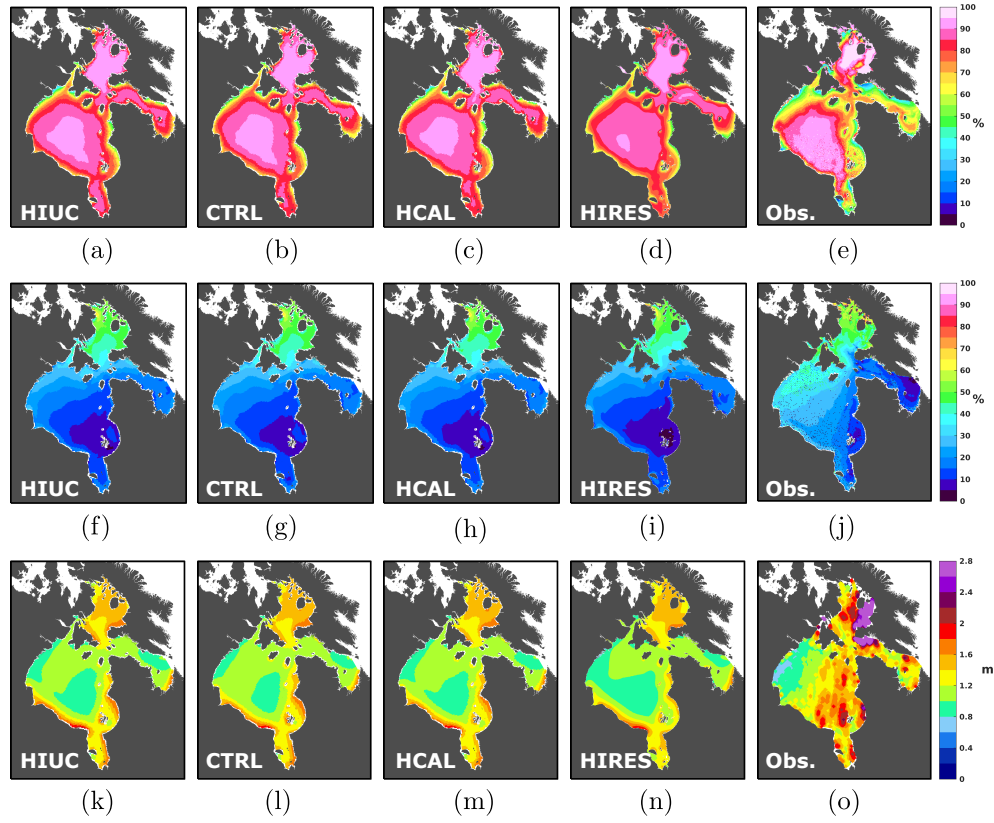 HIUC
CTRL
HCAL
HIRES
Obs.
100
90
80
70
60
50
40
30
20
10
0
%
(a)
(b)
(c)
(d)
(e)
HIUC
CTRL
HCAL
HIRES
Obs.
100
90
80
70
60
50
40
30
20
10
0
%
(f)
(g)
(h)
(i)
(j)
HIUC
CTRL
HCAL
HIRES
Obs.
2.8
2.4
2
1.6
1.2
0.8
0.4
0
m
(k)
(l)
(m)
(n)
(o)